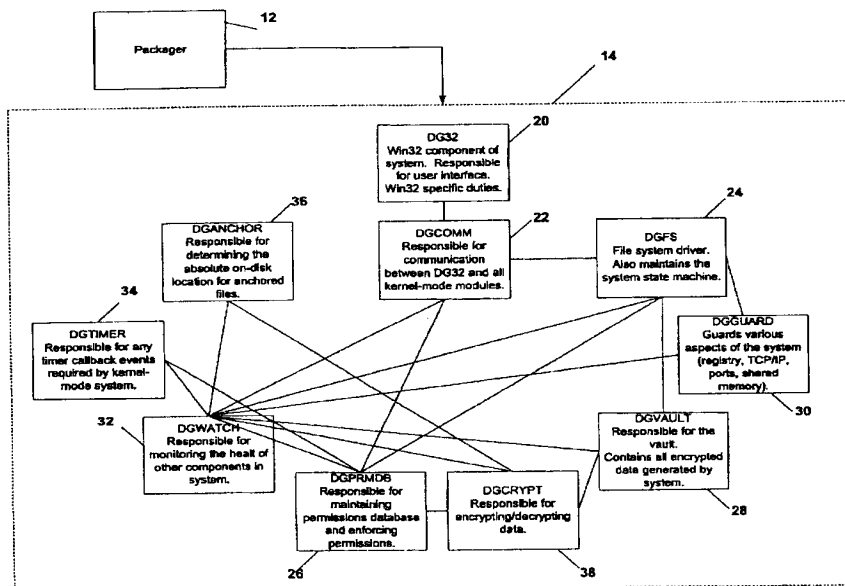 12
Packager
14
20
DG32
Win32 component of
system. Responsible
for user interface.
Win32 specific duties.
36
DGANCHOR
Responsible for
determining the
absolute on-disk
location for anchored
files.
22
DGCOMM
Responsible for
communication
between DG32 and all
kernel-mode modules.
24
DGFS
File system driver.
Also maintains the
system state machine.
34
DGTIMER
Responsible for any
timer callback events
required by kernel-
mode system.
DGGUARD
Guards various
aspects of the system
(registry, TCP/IP,
ports, shared
memory).
30
32
DGWATCH
Responsible for
monitoring the healt of
other components in
system.
DGVAULT
Responsible for the
vault.
Contains all encrypted
data generated by
system.
28
DGPRMDB
Responsible for
maintaining
permissions database
and enforcing
permissions.
26
DGCRYPT
Responsible for
encrypting/decrypting
data.
38